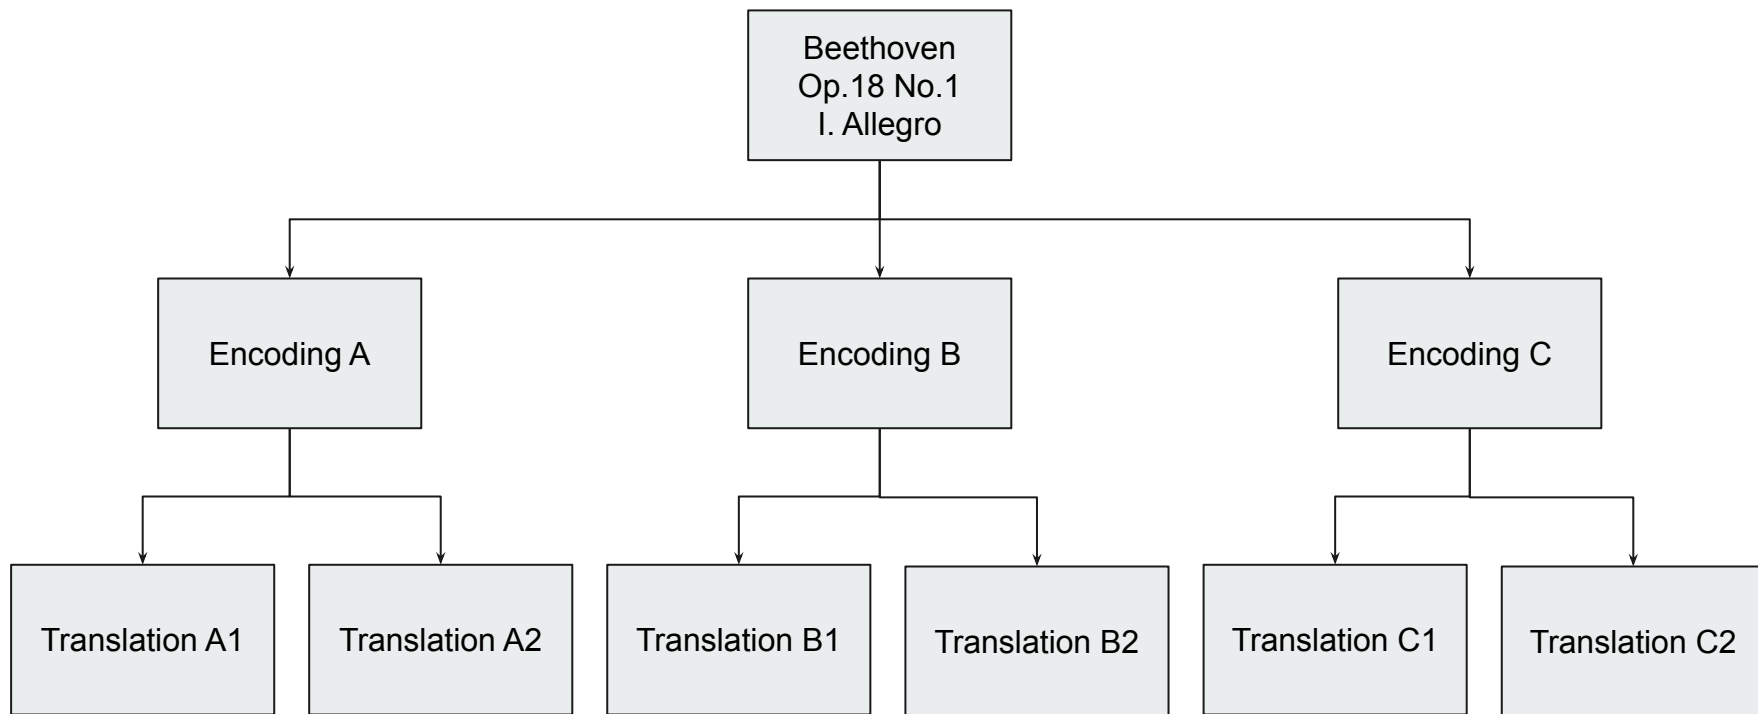 Beethoven
Op.18 No.1
I. Allegro
Encoding A
Encoding B
Encoding C
Translation A1
Translation A2
Translation B1
Translation B2
Translation C1
Translation C2